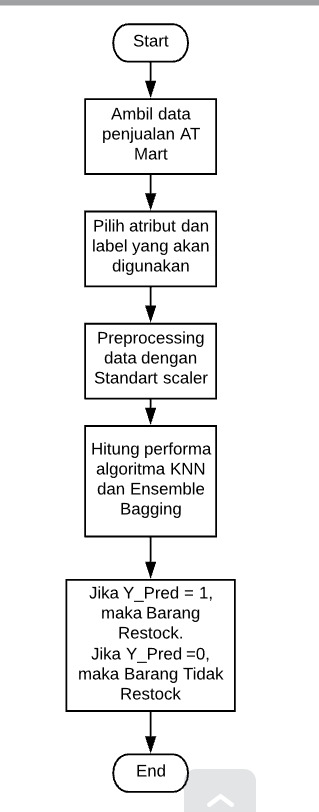 Start
Ambil data
penjualan AT
Mart
Pilih atribut dan
label yang akan
digunakan
Preprocessing
data dengan
Standart scaler
Hitung performa
algoritma KNN
dan Ensemble
Bagging
Jika Y_Pred = 1,
maka Barang
Restock.
Jika Y_Pred =0,
maka Barang Tidak
Restock
End